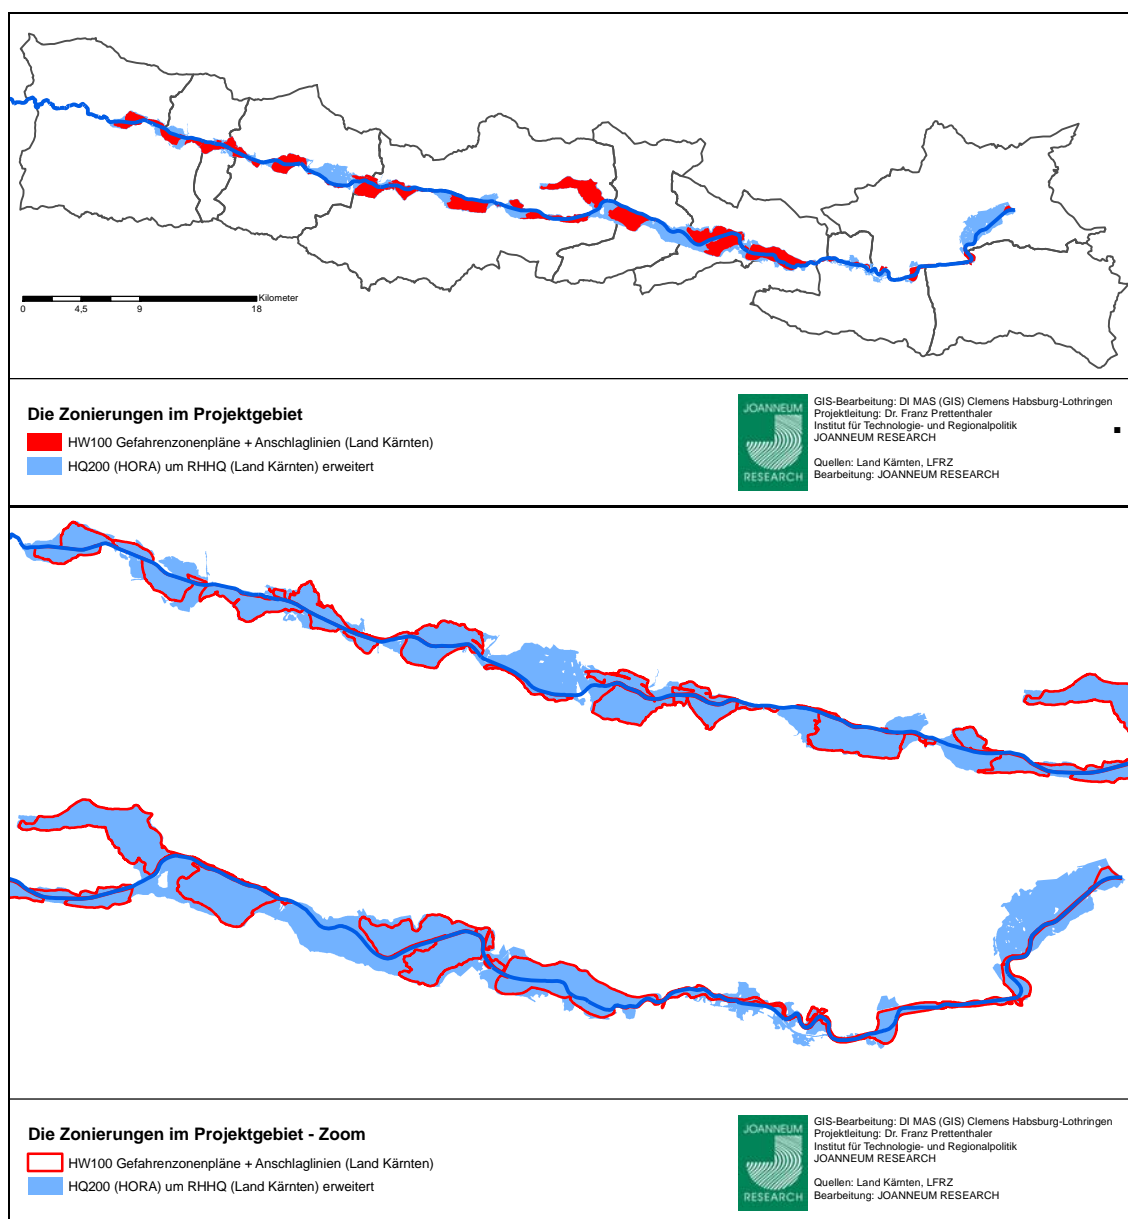 Kilometer
0 4,5 9 18
Die Zonierungen im Projektgebiet
HW100 Gefahrenzonenpläne + Anschlaglinien (Land Kärnten)
HQ200 (HORA) um RHHQ (Land Kärnten) erweitert
JOANNEUM
RESEARCH
GIS-Bearbeitung: DI MAS (GIS) Clemens Habsburg-Lothringen
Projektleitung: Dr. Franz Prettenthaler
Institut für Technologie- und Regionalpolitik
JOANNEUM RESEARCH
Quellen: Land Kärnten, LFRZ
Bearbeitung: JOANNEUM RESEARCH
Die Zonierungen im Projektgebiet - Zoom
HW100 Gefahrenzonenpläne + Anschlaglinien (Land Kärnten)
HQ200 (HORA) um RHHQ (Land Kärnten) erweitert
JOANNEUM
RESEARCH
GIS-Bearbeitung: DI MAS (GIS) Clemens Habsburg-Lothringen
Projektleitung: Dr. Franz Prettenthaler
Institut für Technologie- und Regionalpolitik
JOANNEUM RESEARCH
Quellen: Land Kärnten, LFRZ
Bearbeitung: JOANNEUM RESEARCH